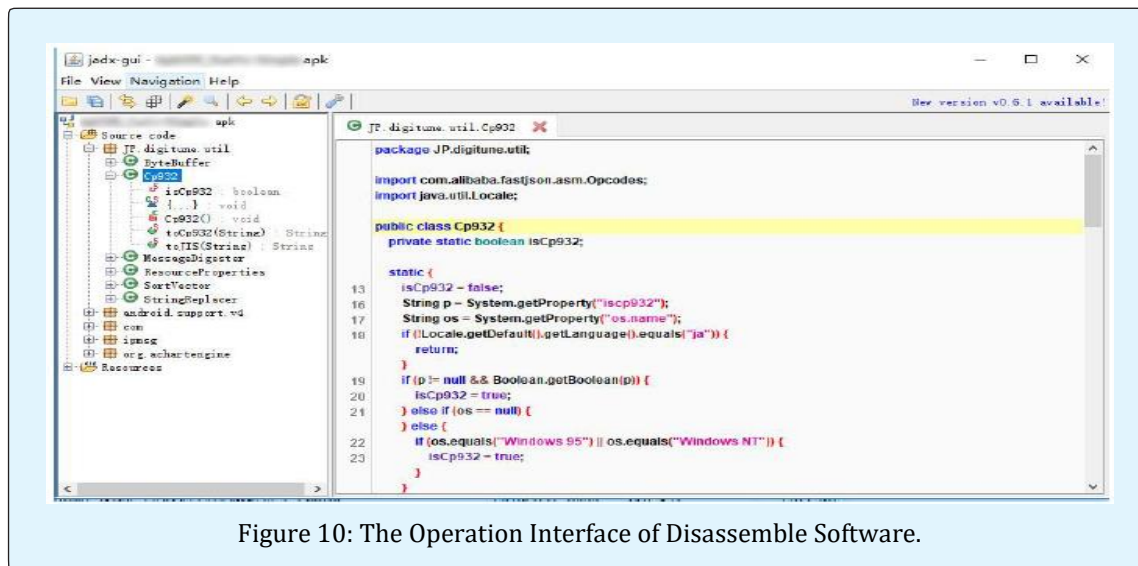 jadx-gui - apk
File View Navigation Help
New version v0.6.1 available!
apk
Source code
JP.digitune.util
ByteBuffer
Cp932
isCp932 : boolean
{...} : void
Cp932() : void
toCp932(String) : String
toJIS(String) : String
MessageDigester
ResourceProperties
SortVector
StringReplacer
android.support.v4
com
ipmsg
org.achartengine
Resources
JP.digitune.util.Cp932
package JP.digitune.util;
import com.alibaba.fastjson.asm.Opcodes;
import java.util.Locale;
public class Cp932 {
private static boolean isCp932;
static {
13 isCp932 = false;
16 String p = System.getProperty("iscp932");
17 String os = System.getProperty("os.name");
18 if (!Locale.getDefault().getLanguage().equals("ja")) {
return;
}
19 if (p != null && Boolean.getBoolean(p)) {
20 isCp932 = true;
21 } else if (os == null) {
} else {
22 if (os.equals("Windows 95") || os.equals("Windows NT")) {
23 isCp932 = true;
}
}
Figure 10: The Operation Interface of Disassemble Software.